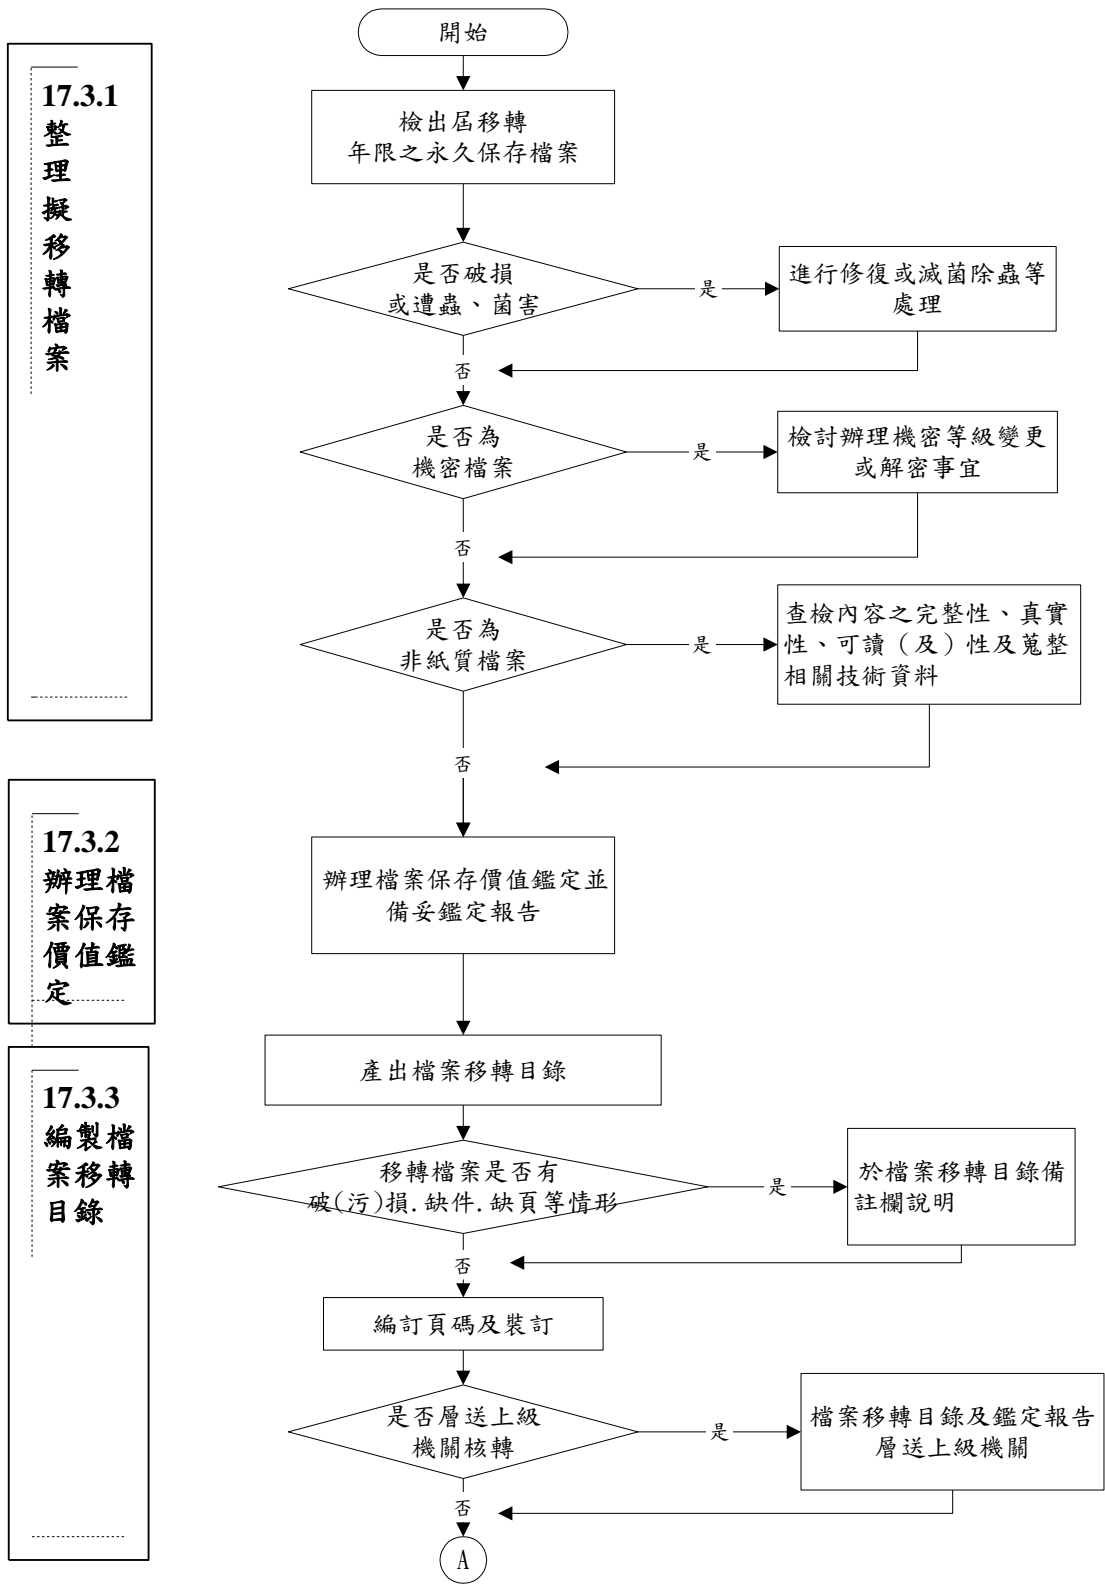 開始
17.3.1
整
理
擬
移
轉
檔
案
檢出屆移轉
年限之永久保存檔案
是否破損
或遭蟲、菌害
是
進行修復或滅菌除蟲等
處理
否
是否為
機密檔案
是
檢討辦理機密等級變更
或解密事宜
否
是否為
非紙質檔案
是
查檢內容之完整性、真實
性、可讀（及）性及蒐整
相關技術資料
否
17.3.2
辦理檔
案保存
價值鑑
定
辦理檔案保存價值鑑定並
備妥鑑定報告
17.3.3
編製檔
案移轉
目錄
產出檔案移轉目錄
移轉檔案是否有
破(污)損.缺件.缺頁等情形
是
於檔案移轉目錄備
註欄說明
否
編訂頁碼及裝訂
是否層送上級
機關核轉
是
檔案移轉目錄及鑑定報告
層送上級機關
否
A